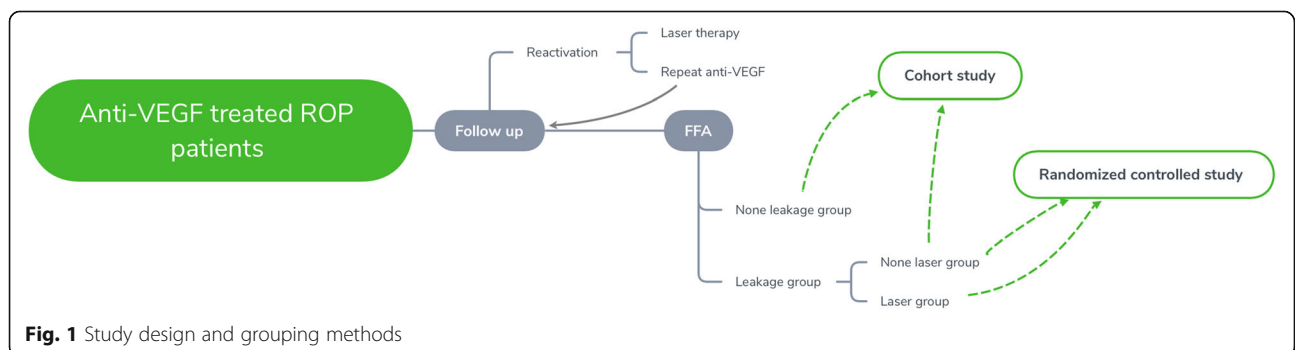 Anti-VEGF treated ROP
patients
Follow up
Reactivation
Laser therapy
Repeat anti-VEGF
FFA
None leakage group
Leakage group
None laser group
Laser group
Cohort study
Randomized controlled study
Fig. 1 Study design and grouping methods